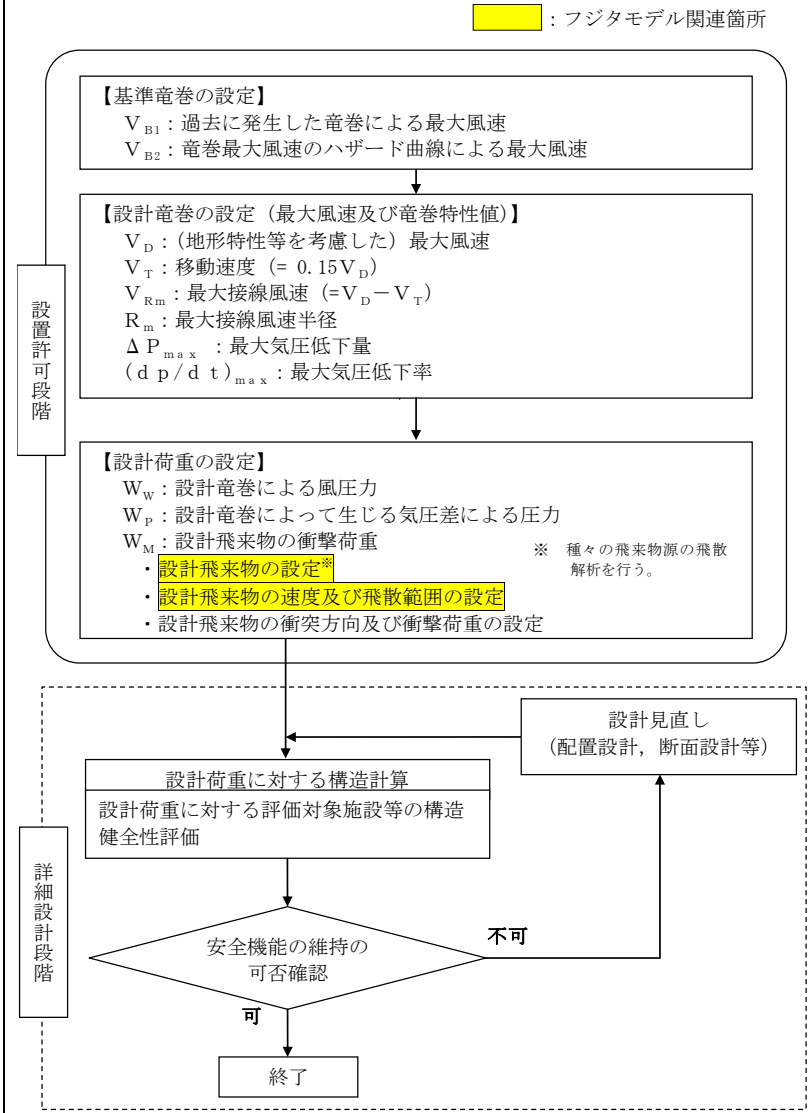 ：フジタモデル関連箇所
【基準竜巻の設定】
V_B1：過去に発生した竜巻による最大風速
V_B2：竜巻最大風速のハザード曲線による最大風速
【設計竜巻の設定（最大風速及び竜巻特性値）】
V_D：（地形特性等を考慮した）最大風速
V_T：移動速度（= 0.15V_D）
V_Rm：最大接線風速（=V_D－V_T）
R_m：最大接線風速半径
ΔP_max：最大気圧低下量
(dp/dt)_max：最大気圧低下率
設置許可段階
【設計荷重の設定】
W_W：設計竜巻による風圧力
W_P：設計竜巻によって生じる気圧差による圧力
W_M：設計飛来物の衝撃荷重
・設計飛来物の設定※
・設計飛来物の速度及び飛散範囲の設定
・設計飛来物の衝突方向及び衝撃荷重の設定
※ 種々の飛来物源の飛散
解析を行う。
設計見直し
（配置設計，断面設計等）
設計荷重に対する構造計算
設計荷重に対する評価対象施設等の構造
健全性評価
詳細設計段階
安全機能の維持の
可否確認
不可
可
終了